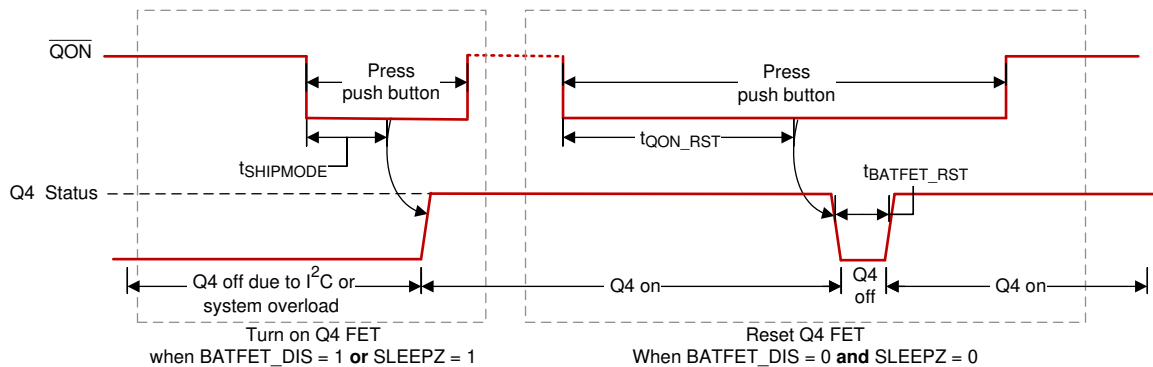 QON
Press
push button
Press
push button
tSHIPMODE
tQON_RST
tBATFET_RST
Q4 Status
Q4 off due to I²C or
system overload
Q4 on
Q4
off
Q4 on
Turn on Q4 FET
when BATFET_DIS = 1 or SLEEPZ = 1
Reset Q4 FET
When BATFET_DIS = 0 and SLEEPZ = 0